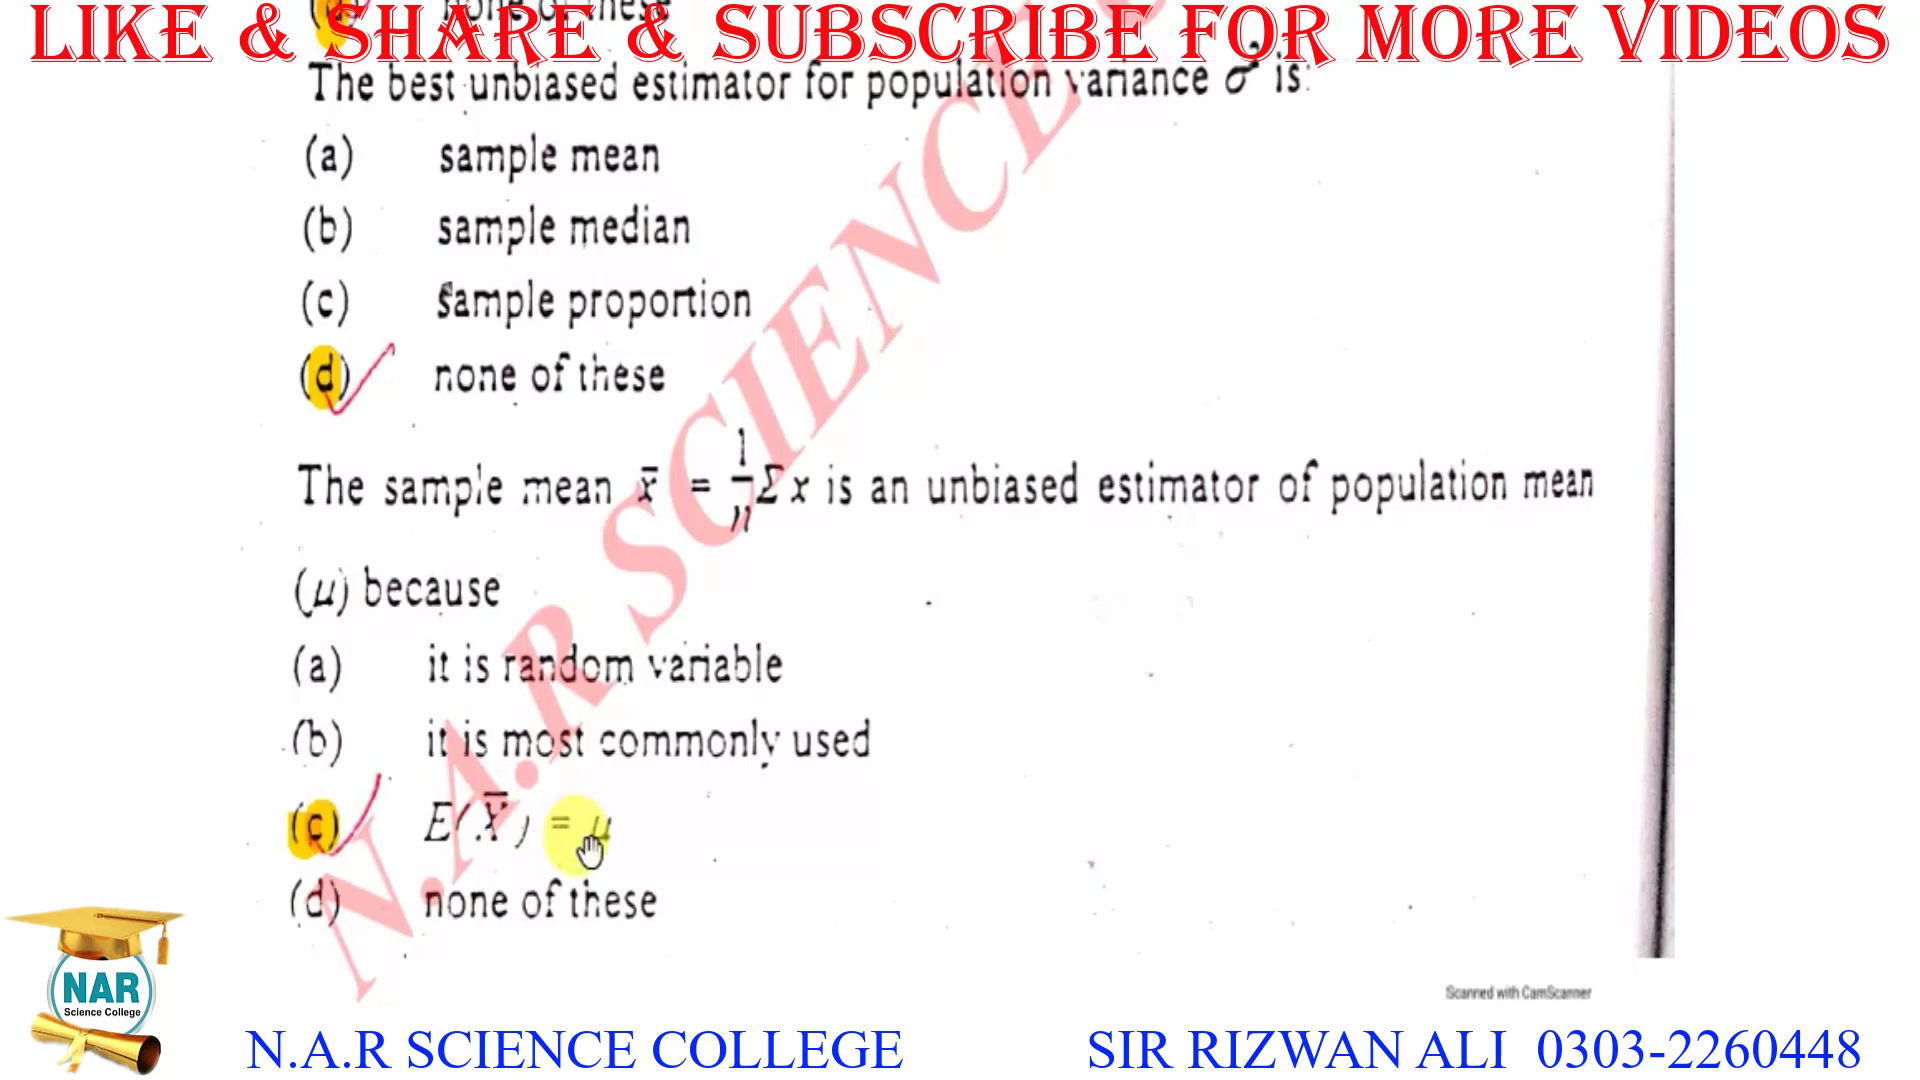 none of these
LIKE & SHARE & SUBSCRIBE FOR MORE VIDEOS
The best unbiased estimator for population variance σ² is:
(a) sample mean
(b) sample median
(c) sample proportion
(d) none of these
The sample mean x̄ = 1/n Σ x is an unbiased estimator of population mean
(μ) because
(a) it is random variable
(b) it is most commonly used
(c) E(X̄) = μ
(d) none of these
N.A.R SCIENCE
NAR
Science College
Scanned with CamScanner
N.A.R SCIENCE COLLEGE SIR RIZWAN ALI 0303-2260448